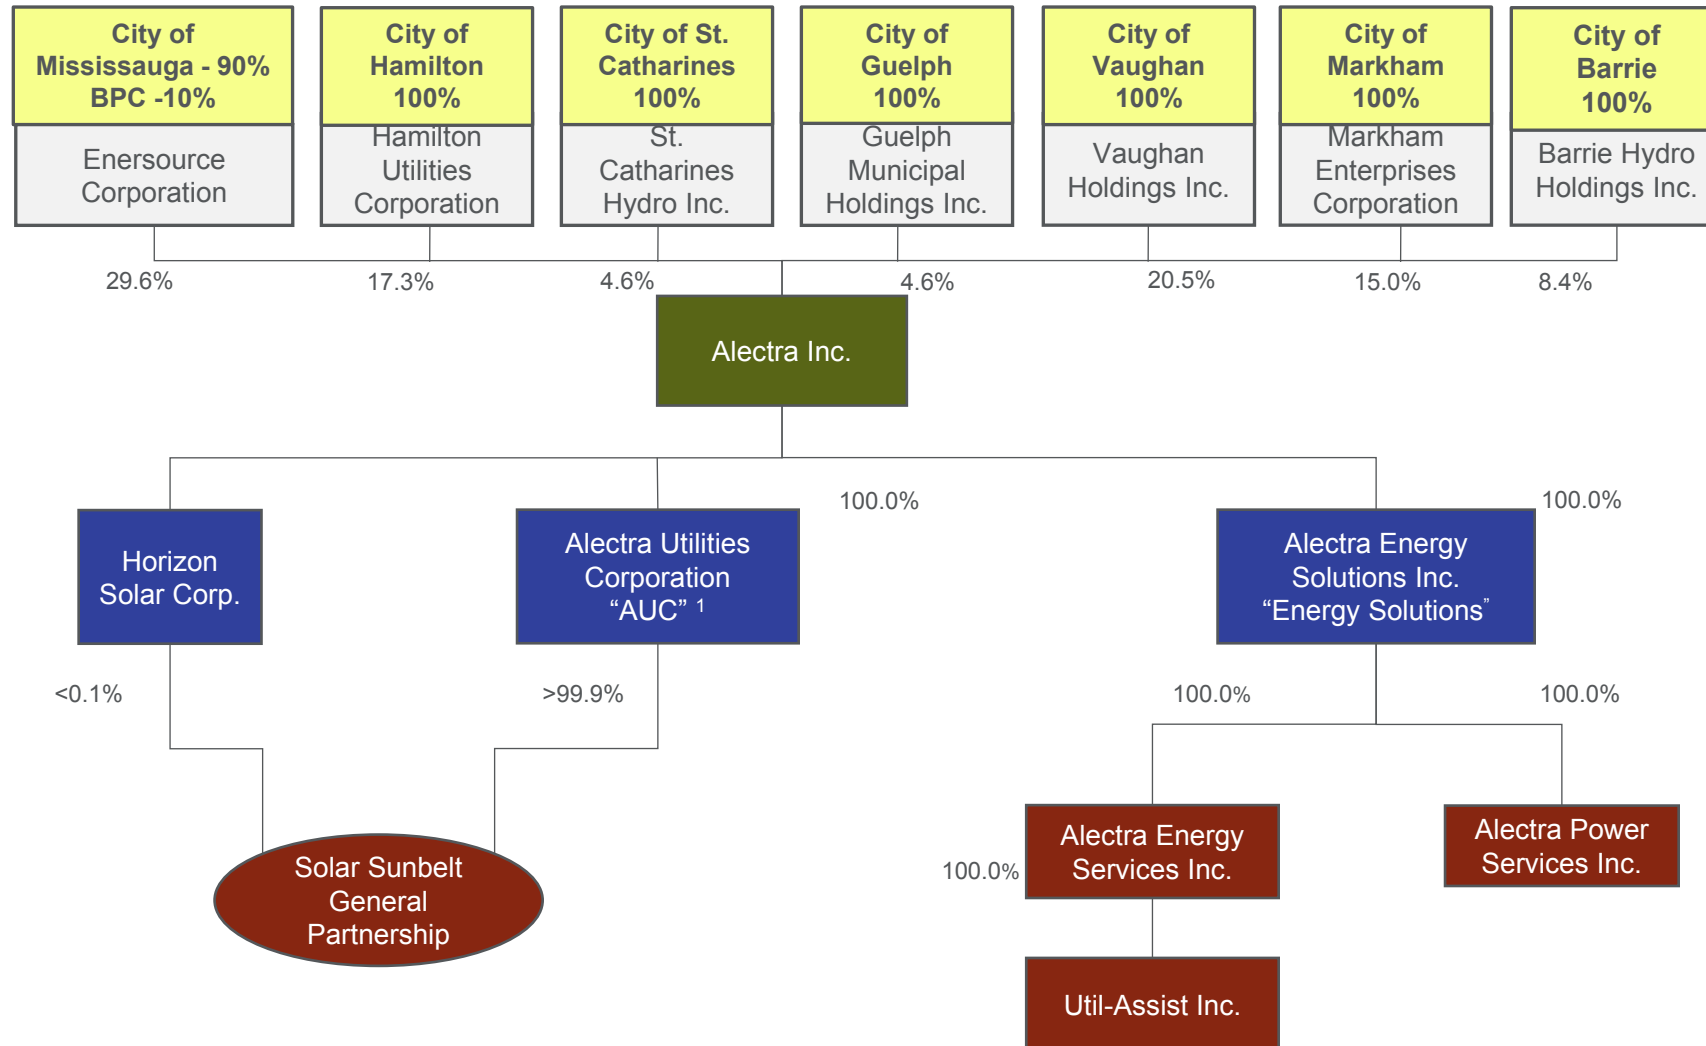 City of
Mississauga - 90%
BPC -10%
City of
Hamilton
100%
City of St.
Catharines
100%
City of
Guelph
100%
City of
Vaughan
100%
City of
Markham
100%
City of
Barrie
100%
Enersource
Corporation
Hamilton
Utilities
Corporation
St.
Catharines
Hydro Inc.
Guelph
Municipal
Holdings Inc.
Vaughan
Holdings Inc.
Markham
Enterprises
Corporation
Barrie Hydro
Holdings Inc.
29.6%
17.3%
4.6%
4.6%
20.5%
15.0%
8.4%
Alectra Inc.
100.0%
100.0%
Horizon
Solar Corp.
Alectra Utilities
Corporation
“AUC” 1
Alectra Energy
Solutions Inc.
“Energy Solutions”
<0.1%
>99.9%
100.0%
100.0%
Solar Sunbelt
General
Partnership
100.0%
Alectra Energy
Services Inc.
Alectra Power
Services Inc.
Util-Assist Inc.